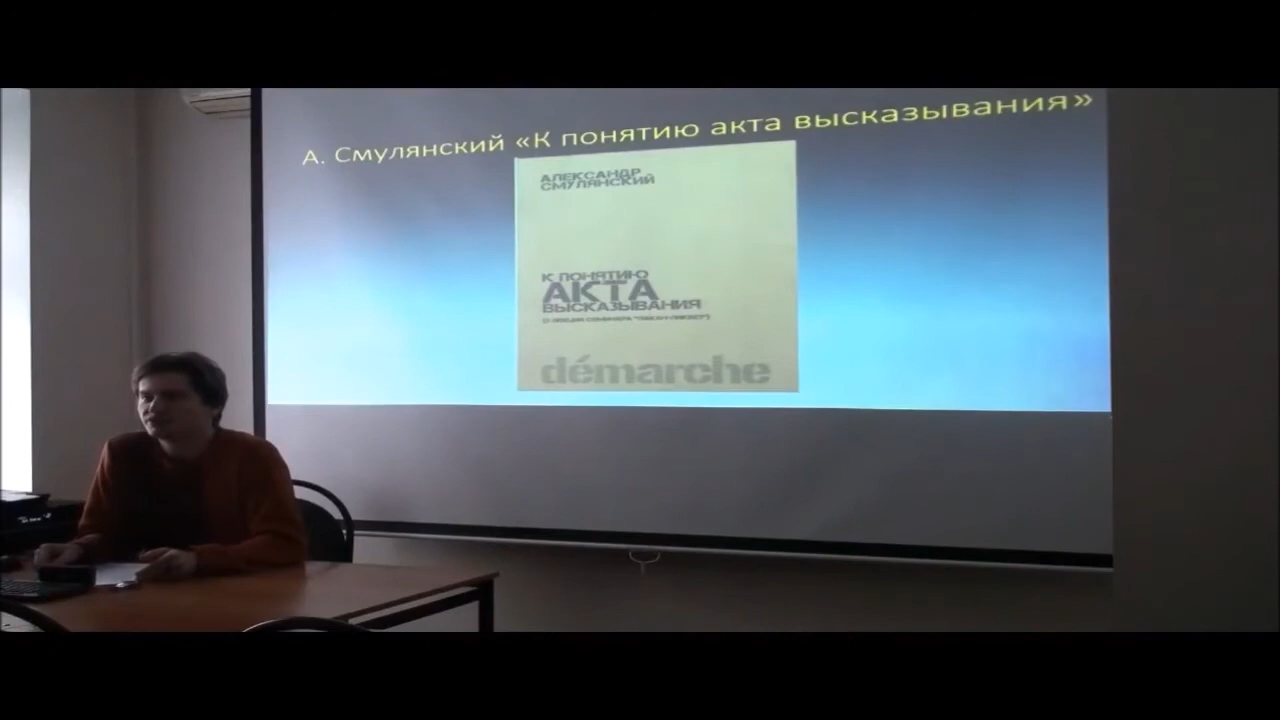 А. Смулянский «К понятию акта высказывания»
АЛЕКСАНДР
СМУЛЯНСКИЙ
К ПОНЯТИЮ
АКТА
ВЫСКАЗЫВАНИЯ
démarche